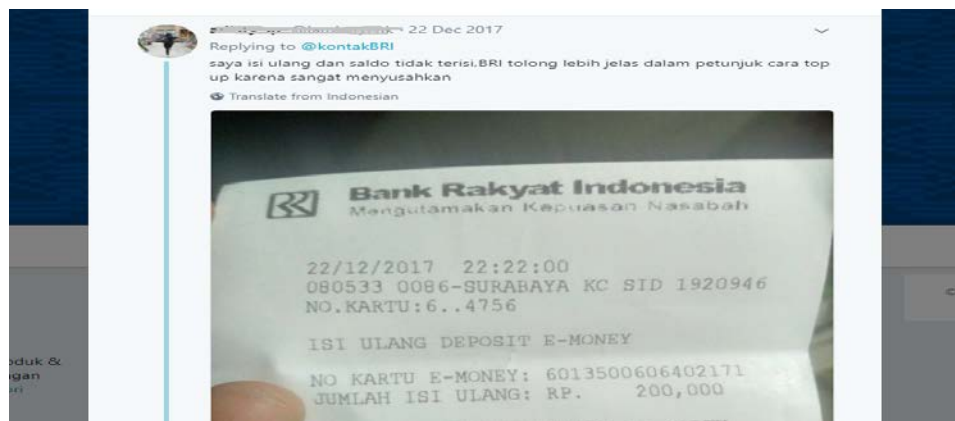 22 Dec 2017
Replying to @kontakBRI
saya isi ulang dan saldo tidak terisi.BRI tolong lebih jelas dalam petunjuk cara top
up karena sangat menyusahkan
Translate from Indonesian
Bank Rakyat Indonesia
Mengutamakan Kepuasan Nasabah
22/12/2017 22:22:00
080533 0086-SURABAYA KC SID 1920946
NO.KARTU:6..4756
ISI ULANG DEPOSIT E-MONEY
NO KARTU E-MONEY: 6013500606402171
JUMLAH ISI ULANG: RP. 200,000
oduk &